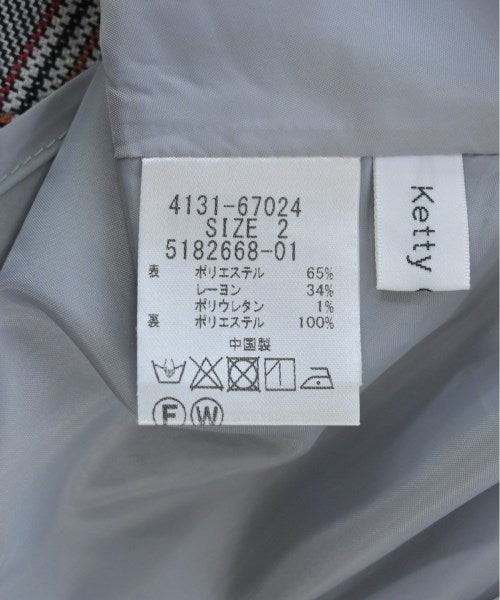 4131-67024
SIZE 2
5182668-01
表 ポリエステル 65%
レーヨン 34%
ポリウレタン 1%
裏 ポリエステル 100%
中国製
F W
Ketty